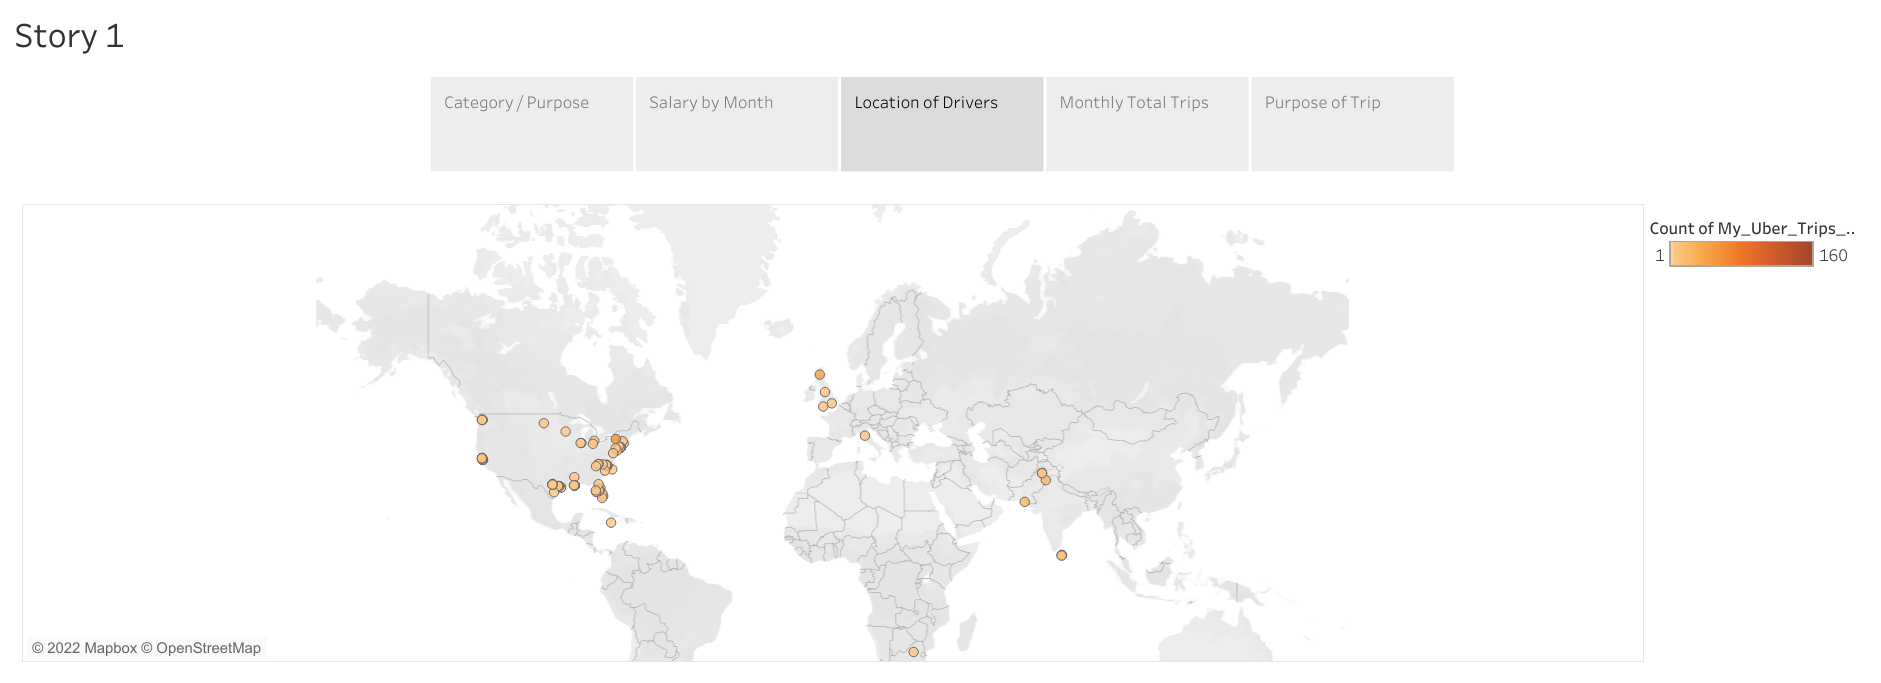 Story 1
Category / Purpose
Salary by Month
Location of Drivers
Monthly Total Trips
Purpose of Trip
Count of My_Uber_Trips_..
1
160
© 2022 Mapbox © OpenStreetMap